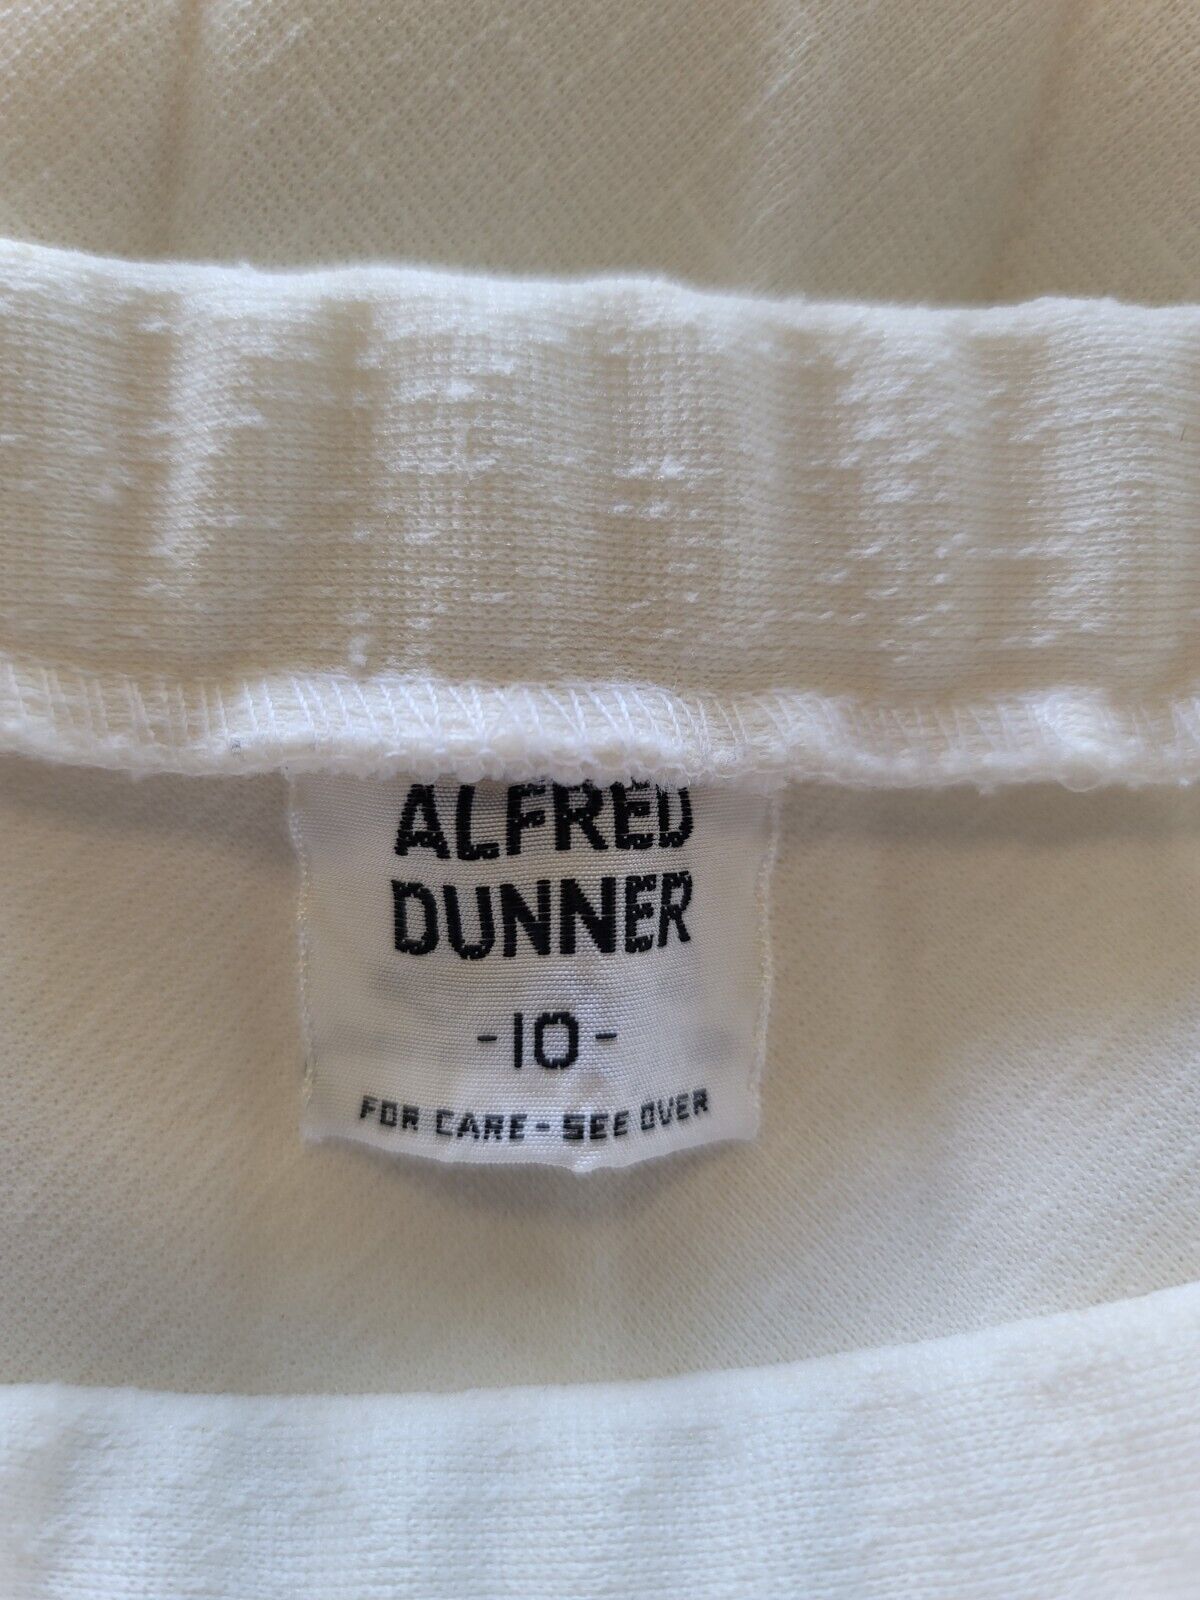 ALFRED
DUNNER
-10-
FOR CARE - SEE OVER